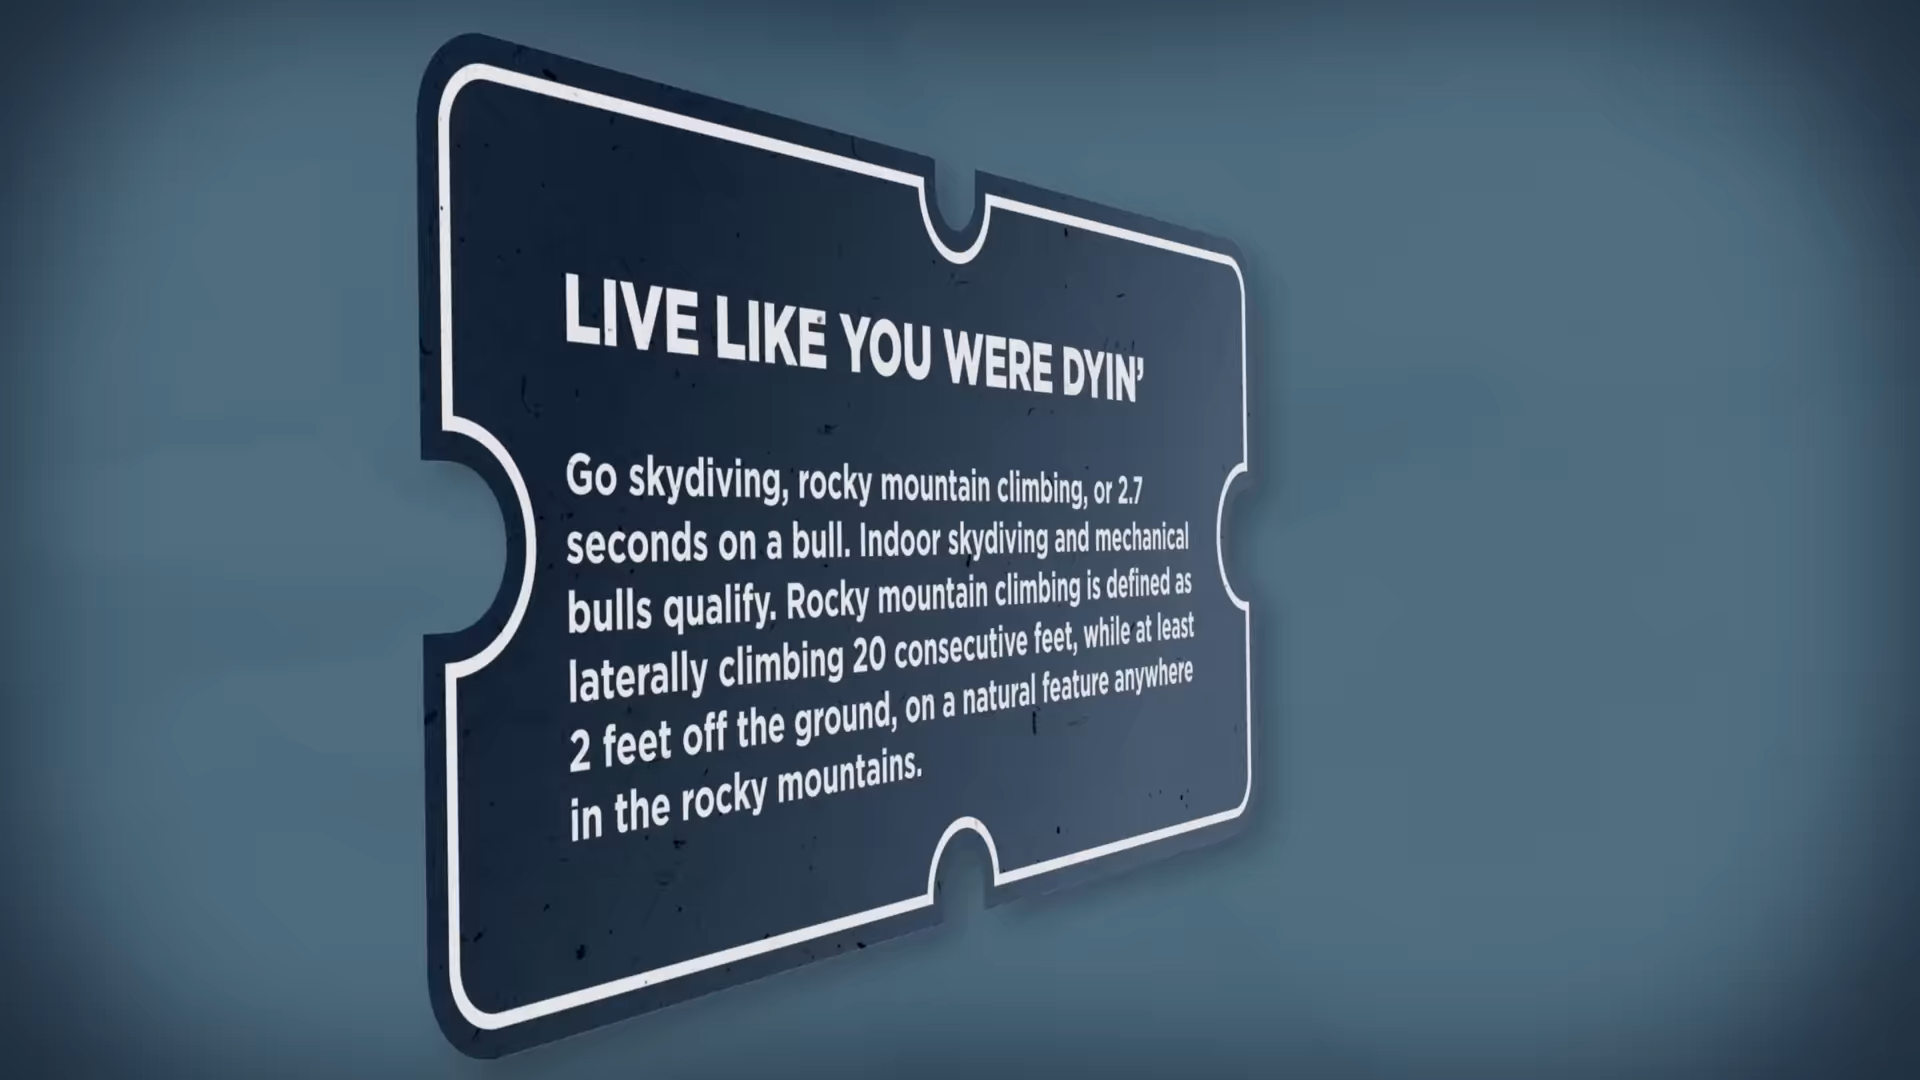 LIVE LIKE YOU WERE DYIN'
Go skydiving, rocky mountain climbing, or 2.7
seconds on a bull. Indoor skydiving and mechanical
bulls qualify. Rocky mountain climbing is defined as
laterally climbing 20 consecutive feet, while at least
2 feet off the ground, on a natural feature anywhere
in the rocky mountains.